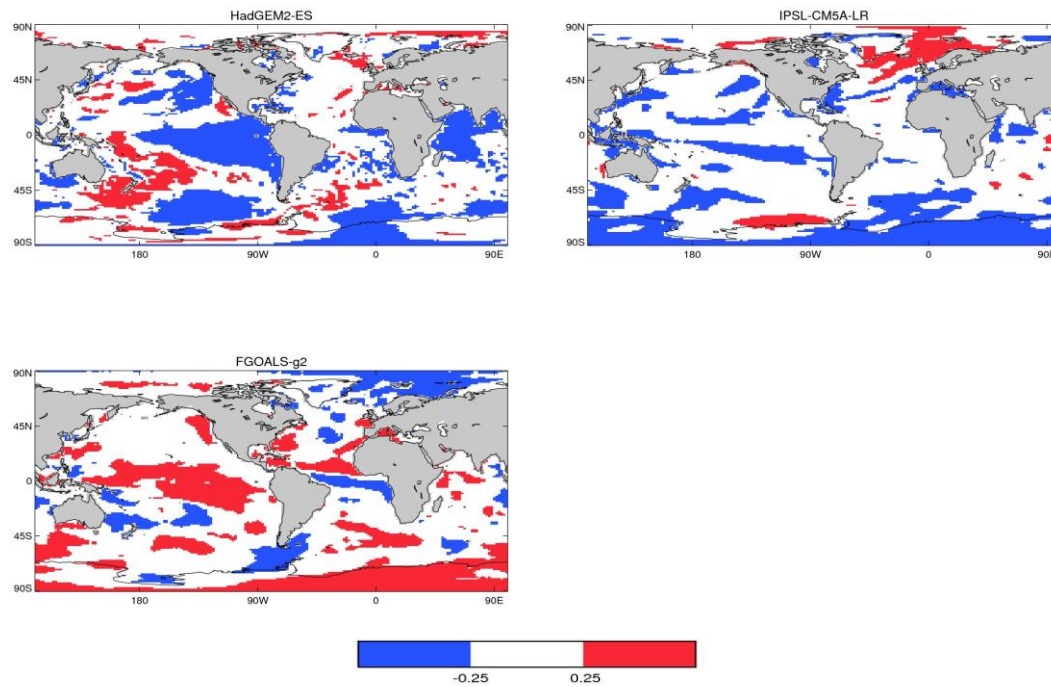 HadGEM2-ES
90N
45N
0
45S
90S
180
90W
0
90E
IPSL-CM5A-LR
90N
45N
0
45S
90S
180
90W
0
90E
FGOALS-g2
90N
45N
0
45S
90S
180
90W
0
90E
-0.25
0.25